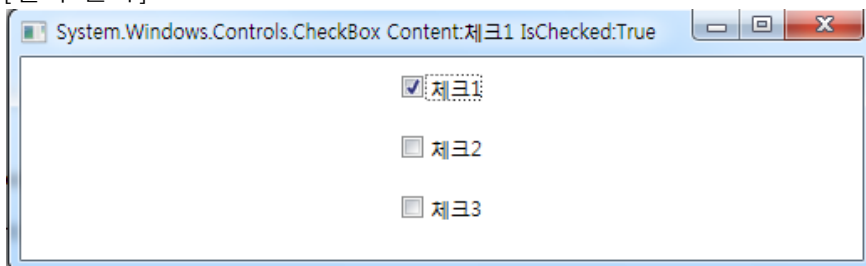 System.Windows.Controls.CheckBox Content:체크1 IsChecked:True
체크1
체크2
체크3